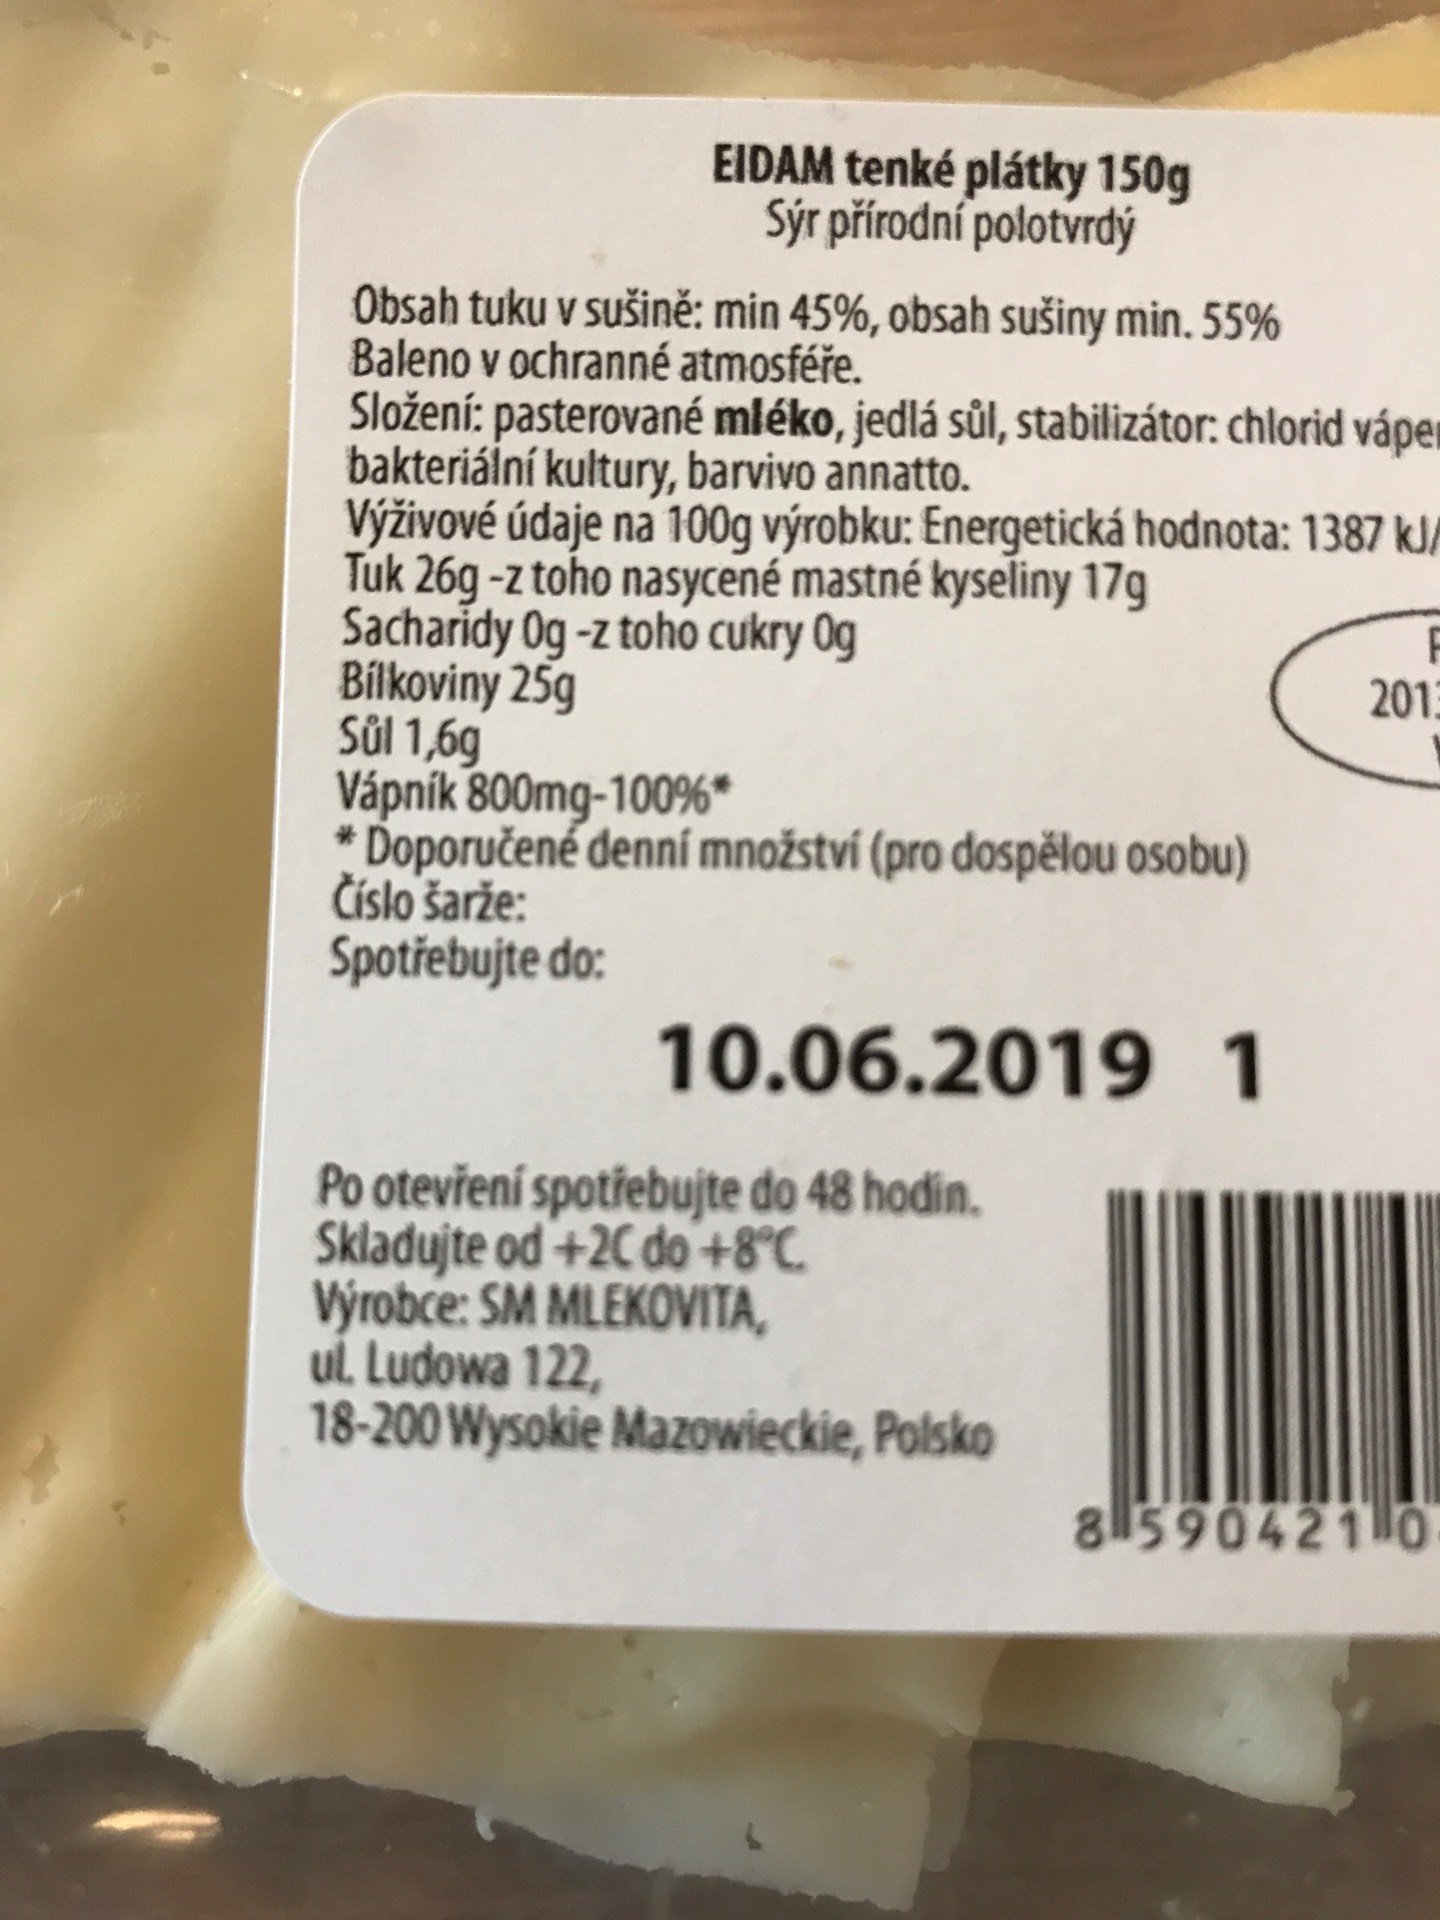 EIDAM tenké plátky 150g
Sýr přírodní polotvrdý
Obsah tuku v sušině: min 45%, obsah sušiny min. 55%
Baleno v ochranné atmosféře.
Složení: pasterované mléko, jedlá sůl, stabilizátor: chlorid
bakteriální kultury, barvivo annatto.
Výživové údaje na 100g výrobku: Energetická hodnota: 1387 kJ/
Tuk 26g -z toho nasycené mastné kyseliny 17g
Sacharidy 0g -z toho cukry 0g
Bílkoviny 25g
Sůl 1,6g
Vápník 800mg-100%*
* Doporučené denní množství (pro dospělou osobu)
Číslo šarže:
Spotřebujte do:
10.06.2019 1
Po otevření spotřebujte do 48 hodin.
Skladujte od +2C do +8°C.
Výrobce: SM MLEKOVITA,
ul. Ludowa 122,
18-200 Wysokie Mazowieckie, Polsko
8 590421 0